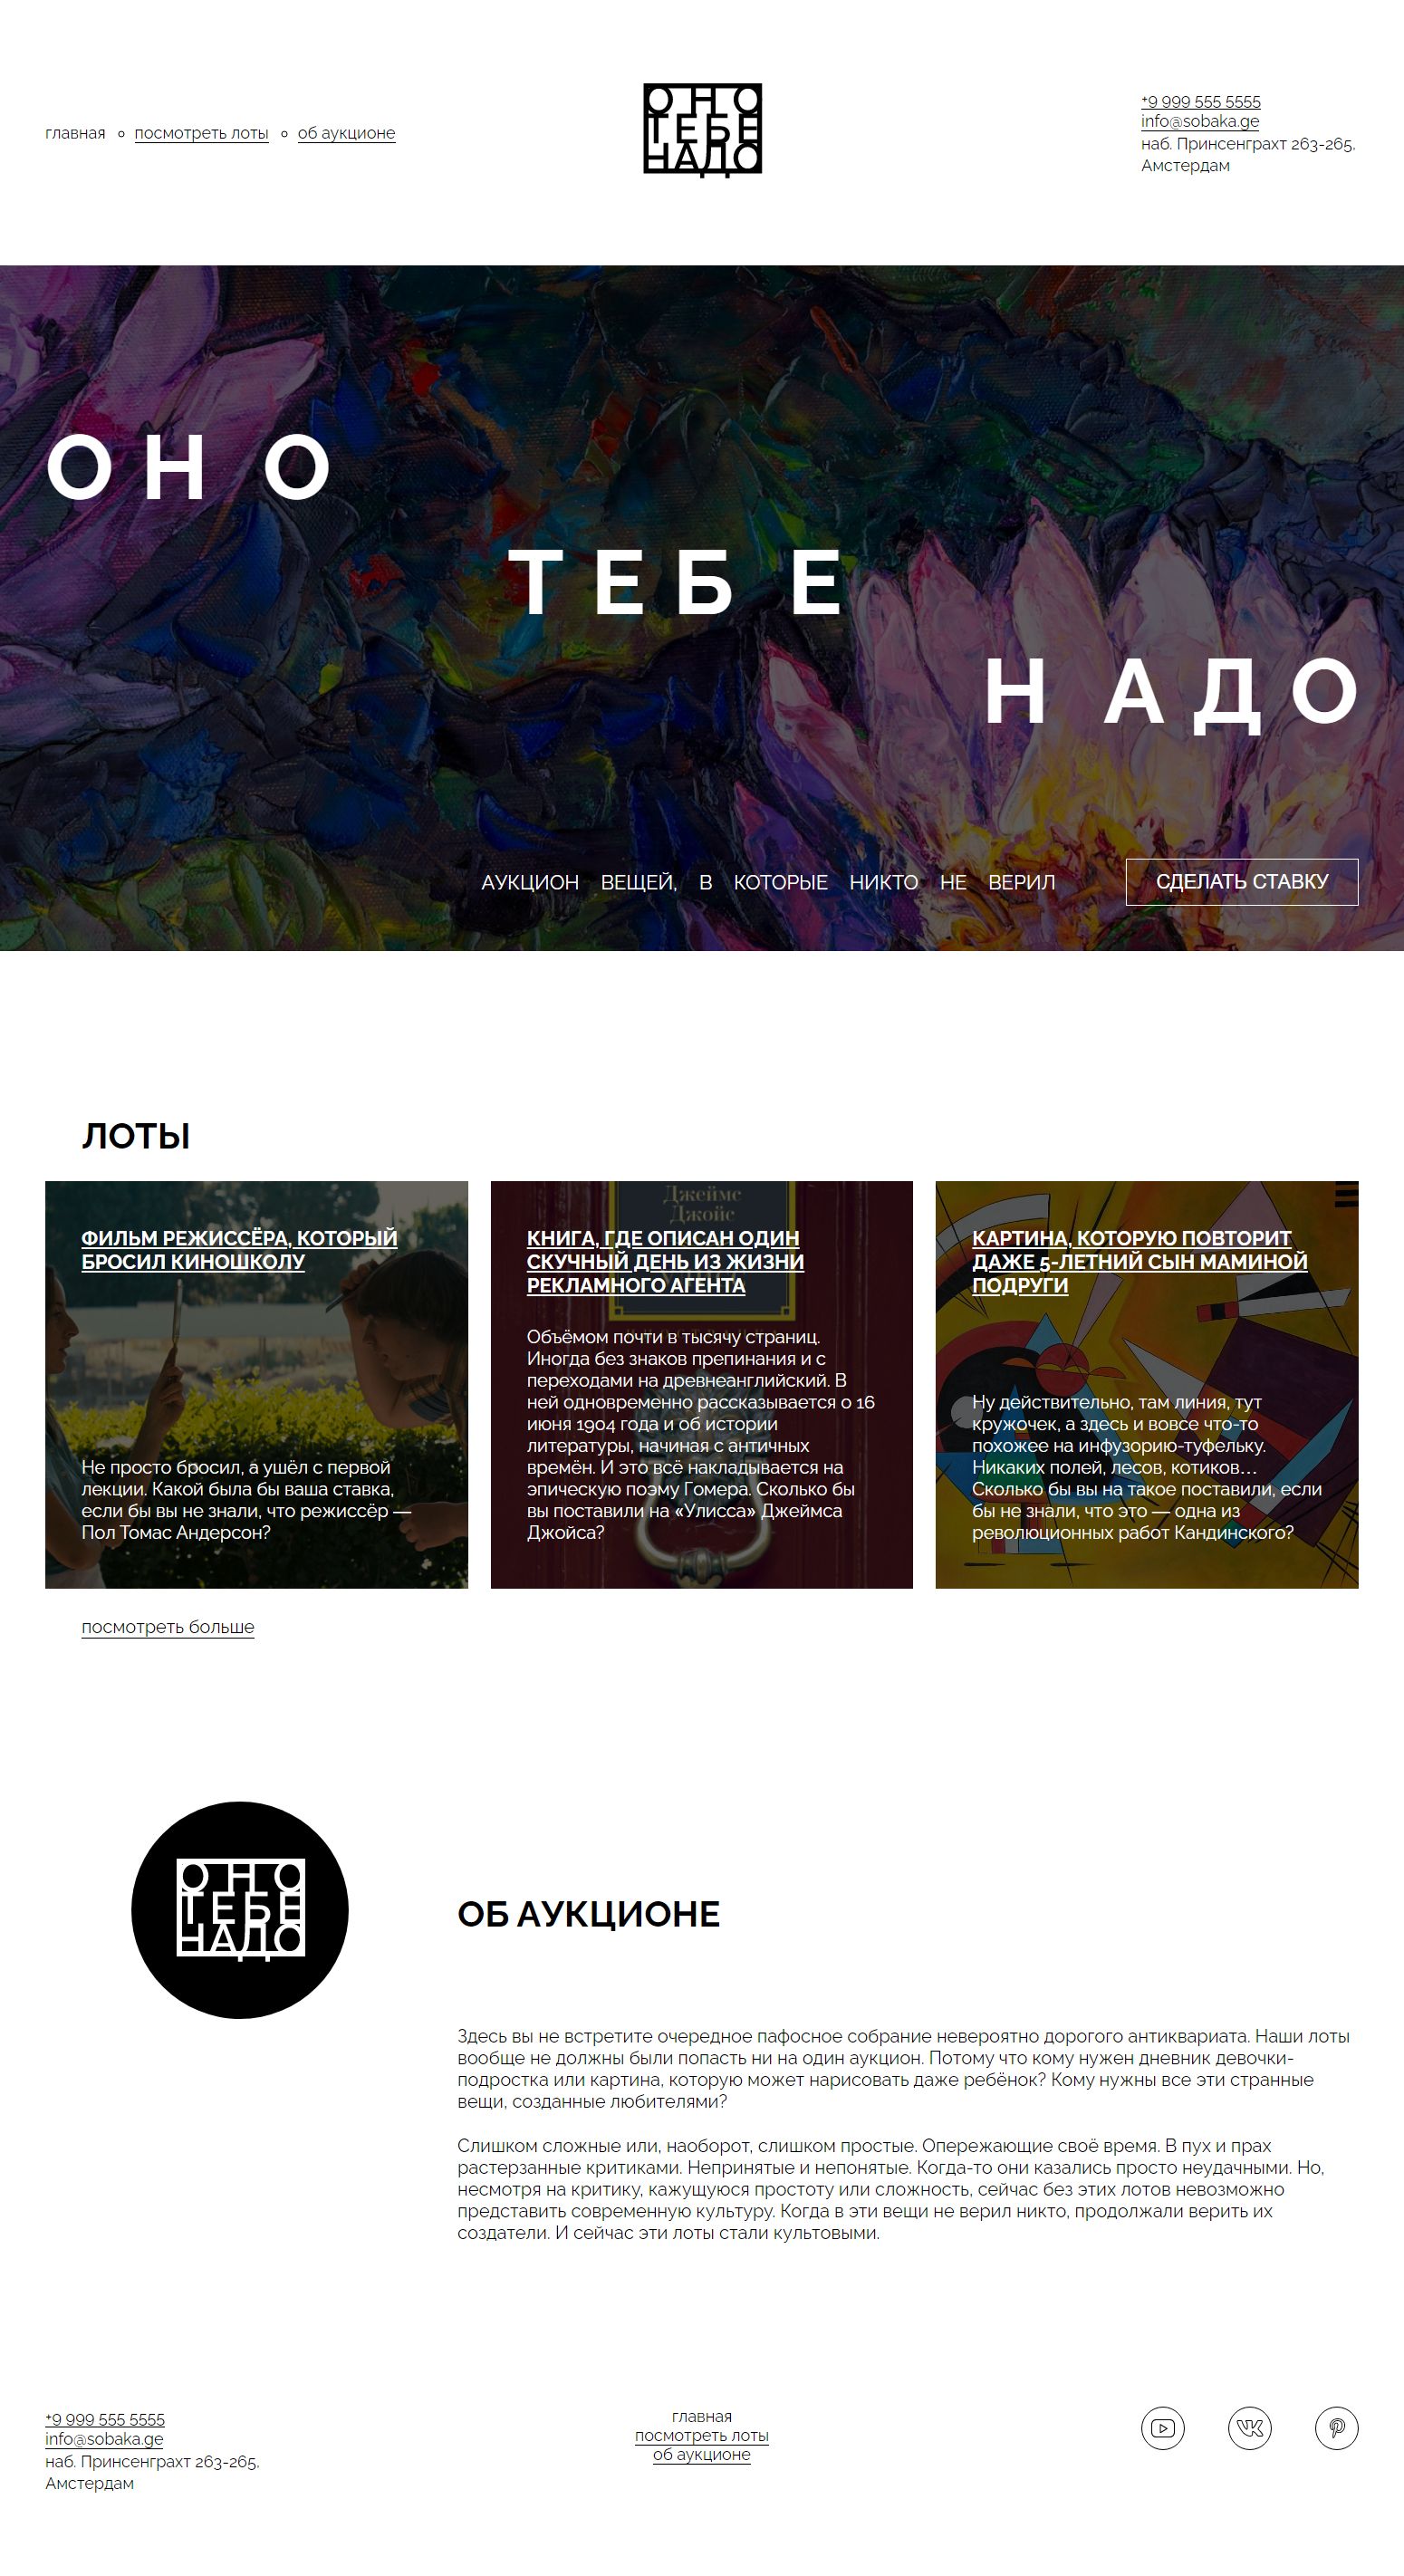 главная
посмотреть лоты
об аукционе
ОНО
ТЕБЕ
НАДО
+9 999 555 5555
info@sobaka.ge
наб. Принсенграхт 263-265,
Амстердам
ОНО
ТЕБЕ
НАДО
АУКЦИОН ВЕЩЕЙ, В КОТОРЫЕ НИКТО НЕ ВЕРИЛ
СДЕЛАТЬ СТАВКУ
ЛОТЫ
ФИЛЬМ РЕЖИССЁРА, КОТОРЫЙ
БРОСИЛ КИНОШКОЛУ
Не просто бросил, а ушёл с первой
лекции. Какой была бы ваша ставка,
если бы вы не знали, что режиссёр —
Пол Томас Андерсон?
Джеймс
Джойс
КНИГА, ГДЕ ОПИСАН ОДИН
СКУЧНЫЙ ДЕНЬ ИЗ ЖИЗНИ
РЕКЛАМНОГО АГЕНТА
Объёмом почти в тысячу страниц.
Иногда без знаков препинания и с
переходами на древнеанглийский. В
ней одновременно рассказывается о 16
июня 1904 года и об истории
литературы, начиная с античных
времён. И это всё накладывается на
эпическую поэму Гомера. Сколько бы
вы поставили на «Улисса» Джеймса
Джойса?
КАРТИНА, КОТОРУЮ ПОВТОРИТ
ДАЖЕ 5-ЛЕТНИЙ СЫН МАМИНОЙ
ПОДРУГИ
Ну действительно, там линия, тут
кружочек, а здесь и вовсе что-то
похожее на инфузорию-туфельку.
Никаких полей, лесов, котиков...
Сколько бы вы на такое поставили, если
бы не знали, что это — одна из
революционных работ Кандинского?
посмотреть больше
ОНО
ТЕБЕ
НАДО
ОБ АУКЦИОНЕ
Здесь вы не встретите очередное пафосное собрание невероятно дорогого антиквариата. Наши лоты
вообще не должны были попасть ни на один аукцион. Потому что кому нужен дневник девочки-
подростка или картина, которую может нарисовать даже ребёнок? Кому нужны все эти странные
вещи, созданные любителями?
Слишком сложные или, наоборот, слишком простые. Опережающие своё время. В пух и прах
растерзанные критиками. Непринятые и непонятые. Когда-то они казались просто неудачными. Но,
несмотря на критику, кажущуюся простоту или сложность, сейчас без этих лотов невозможно
представить современную культуру. Когда в эти вещи не верил никто, продолжали верить их
создатели. И сейчас эти лоты стали культовыми.
+9 999 555 5555
info@sobaka.ge
наб. Принсенграхт 263-265,
Амстердам
главная
посмотреть лоты
об аукционе